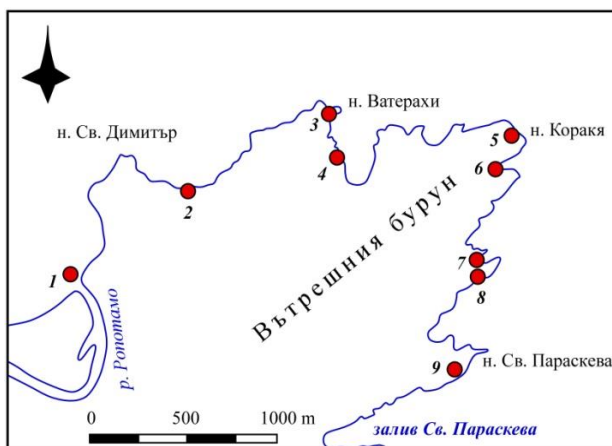 н. Ватерахи
3
н. Св. Димитър
5
н. Коракя
4
6
2
Вътрешния бурун
7
1
8
р. Ропотамо
9
н. Св. Параскева
0 500 1000 m
залив Св. Параскева